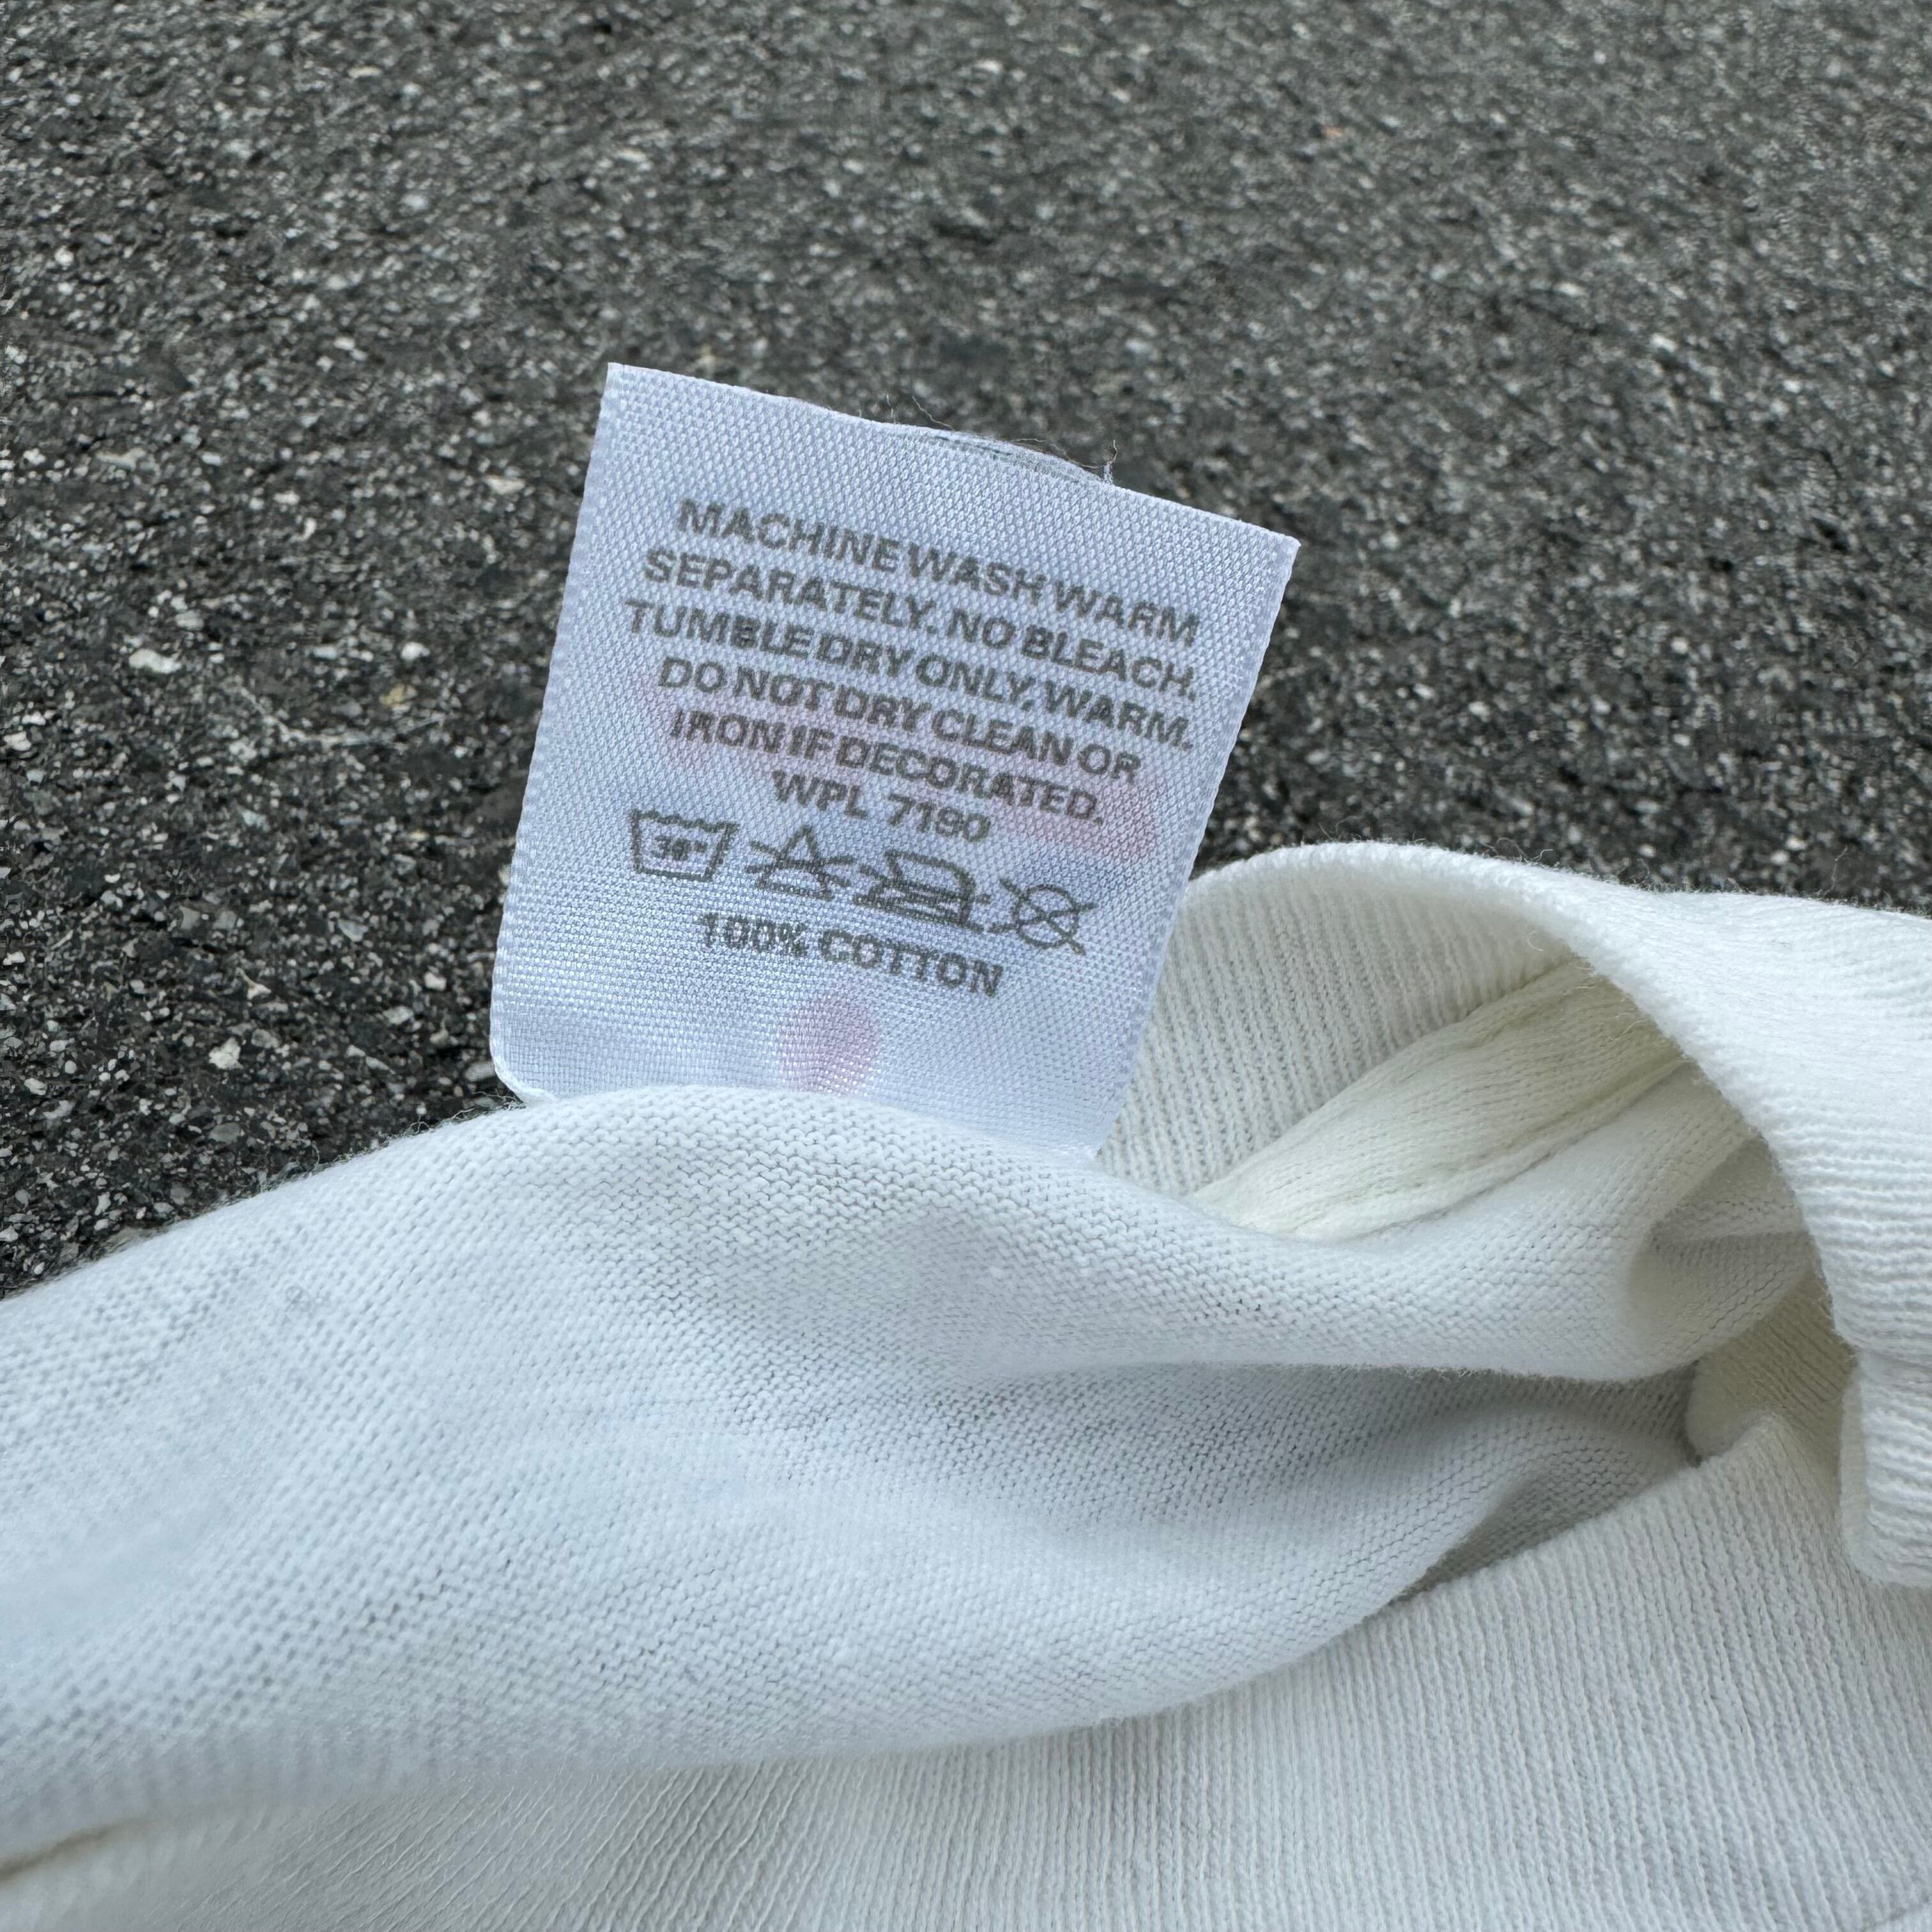 MACHINE WASH WARM
SEPARATELY. NO BLEACH.
TUMBLE DRY ONLY, WARM.
DO NOT DRY CLEAN OR
IRON IF DECORATED.
WPL 7190
30°
100% COTTON